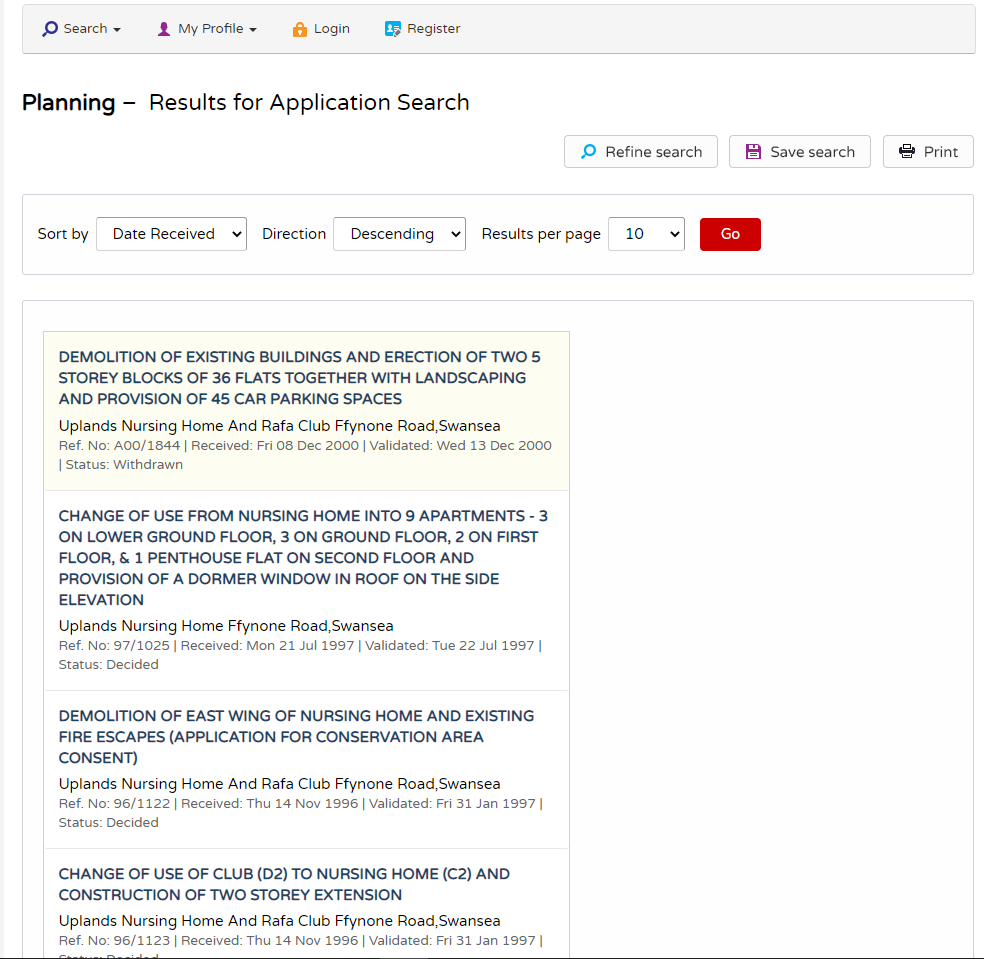 Search My Profile Login Register
Planning – Results for Application Search
Refine search Save search Print
Sort by Date Received Direction Descending Results per page 10 Go
DEMOLITION OF EXISTING BUILDINGS AND ERECTION OF TWO 5
STOREY BLOCKS OF 36 FLATS TOGETHER WITH LANDSCAPING
AND PROVISION OF 45 CAR PARKING SPACES
Uplands Nursing Home And Rafa Club Ffynone Road,Swansea
Ref. No: A00/1844 | Received: Fri 08 Dec 2000 | Validated: Wed 13 Dec 2000
| Status: Withdrawn
CHANGE OF USE FROM NURSING HOME INTO 9 APARTMENTS - 3
ON LOWER GROUND FLOOR, 3 ON GROUND FLOOR, 2 ON FIRST
FLOOR, & 1 PENTHOUSE FLAT ON SECOND FLOOR AND
PROVISION OF A DORMER WINDOW IN ROOF ON THE SIDE
ELEVATION
Uplands Nursing Home Ffynone Road,Swansea
Ref. No: 97/1025 | Received: Mon 21 Jul 1997 | Validated: Tue 22 Jul 1997 |
Status: Decided
DEMOLITION OF EAST WING OF NURSING HOME AND EXISTING
FIRE ESCAPES (APPLICATION FOR CONSERVATION AREA
CONSENT)
Uplands Nursing Home And Rafa Club Ffynone Road,Swansea
Ref. No: 96/1122 | Received: Thu 14 Nov 1996 | Validated: Fri 31 Jan 1997 |
Status: Decided
CHANGE OF USE OF CLUB (D2) TO NURSING HOME (C2) AND
CONSTRUCTION OF TWO STOREY EXTENSION
Uplands Nursing Home And Rafa Club Ffynone Road,Swansea
Ref. No: 96/1123 | Received: Thu 14 Nov 1996 | Validated: Fri 31 Jan 1997 |
Status: Decided